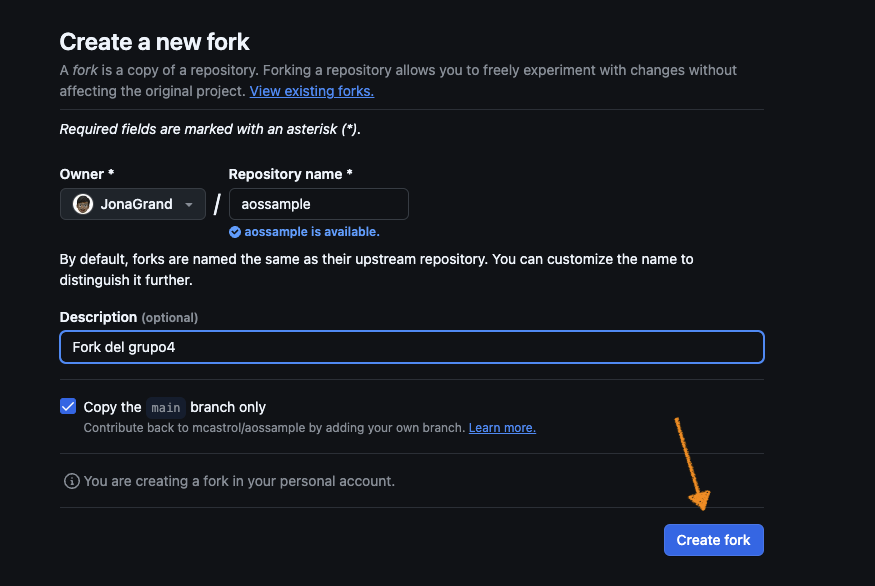 Create a new fork
A fork is a copy of a repository. Forking a repository allows you to freely experiment with changes without
affecting the original project. View existing forks.
Required fields are marked with an asterisk (*).
Owner * Repository name *
JonaGrand / aossample
aossample is available.
By default, forks are named the same as their upstream repository. You can customize the name to
distinguish it further.
Description (optional)
Fork del grupo4
Copy the main branch only
Contribute back to mcastrol/aossample by adding your own branch. Learn more.
You are creating a fork in your personal account.
Create fork